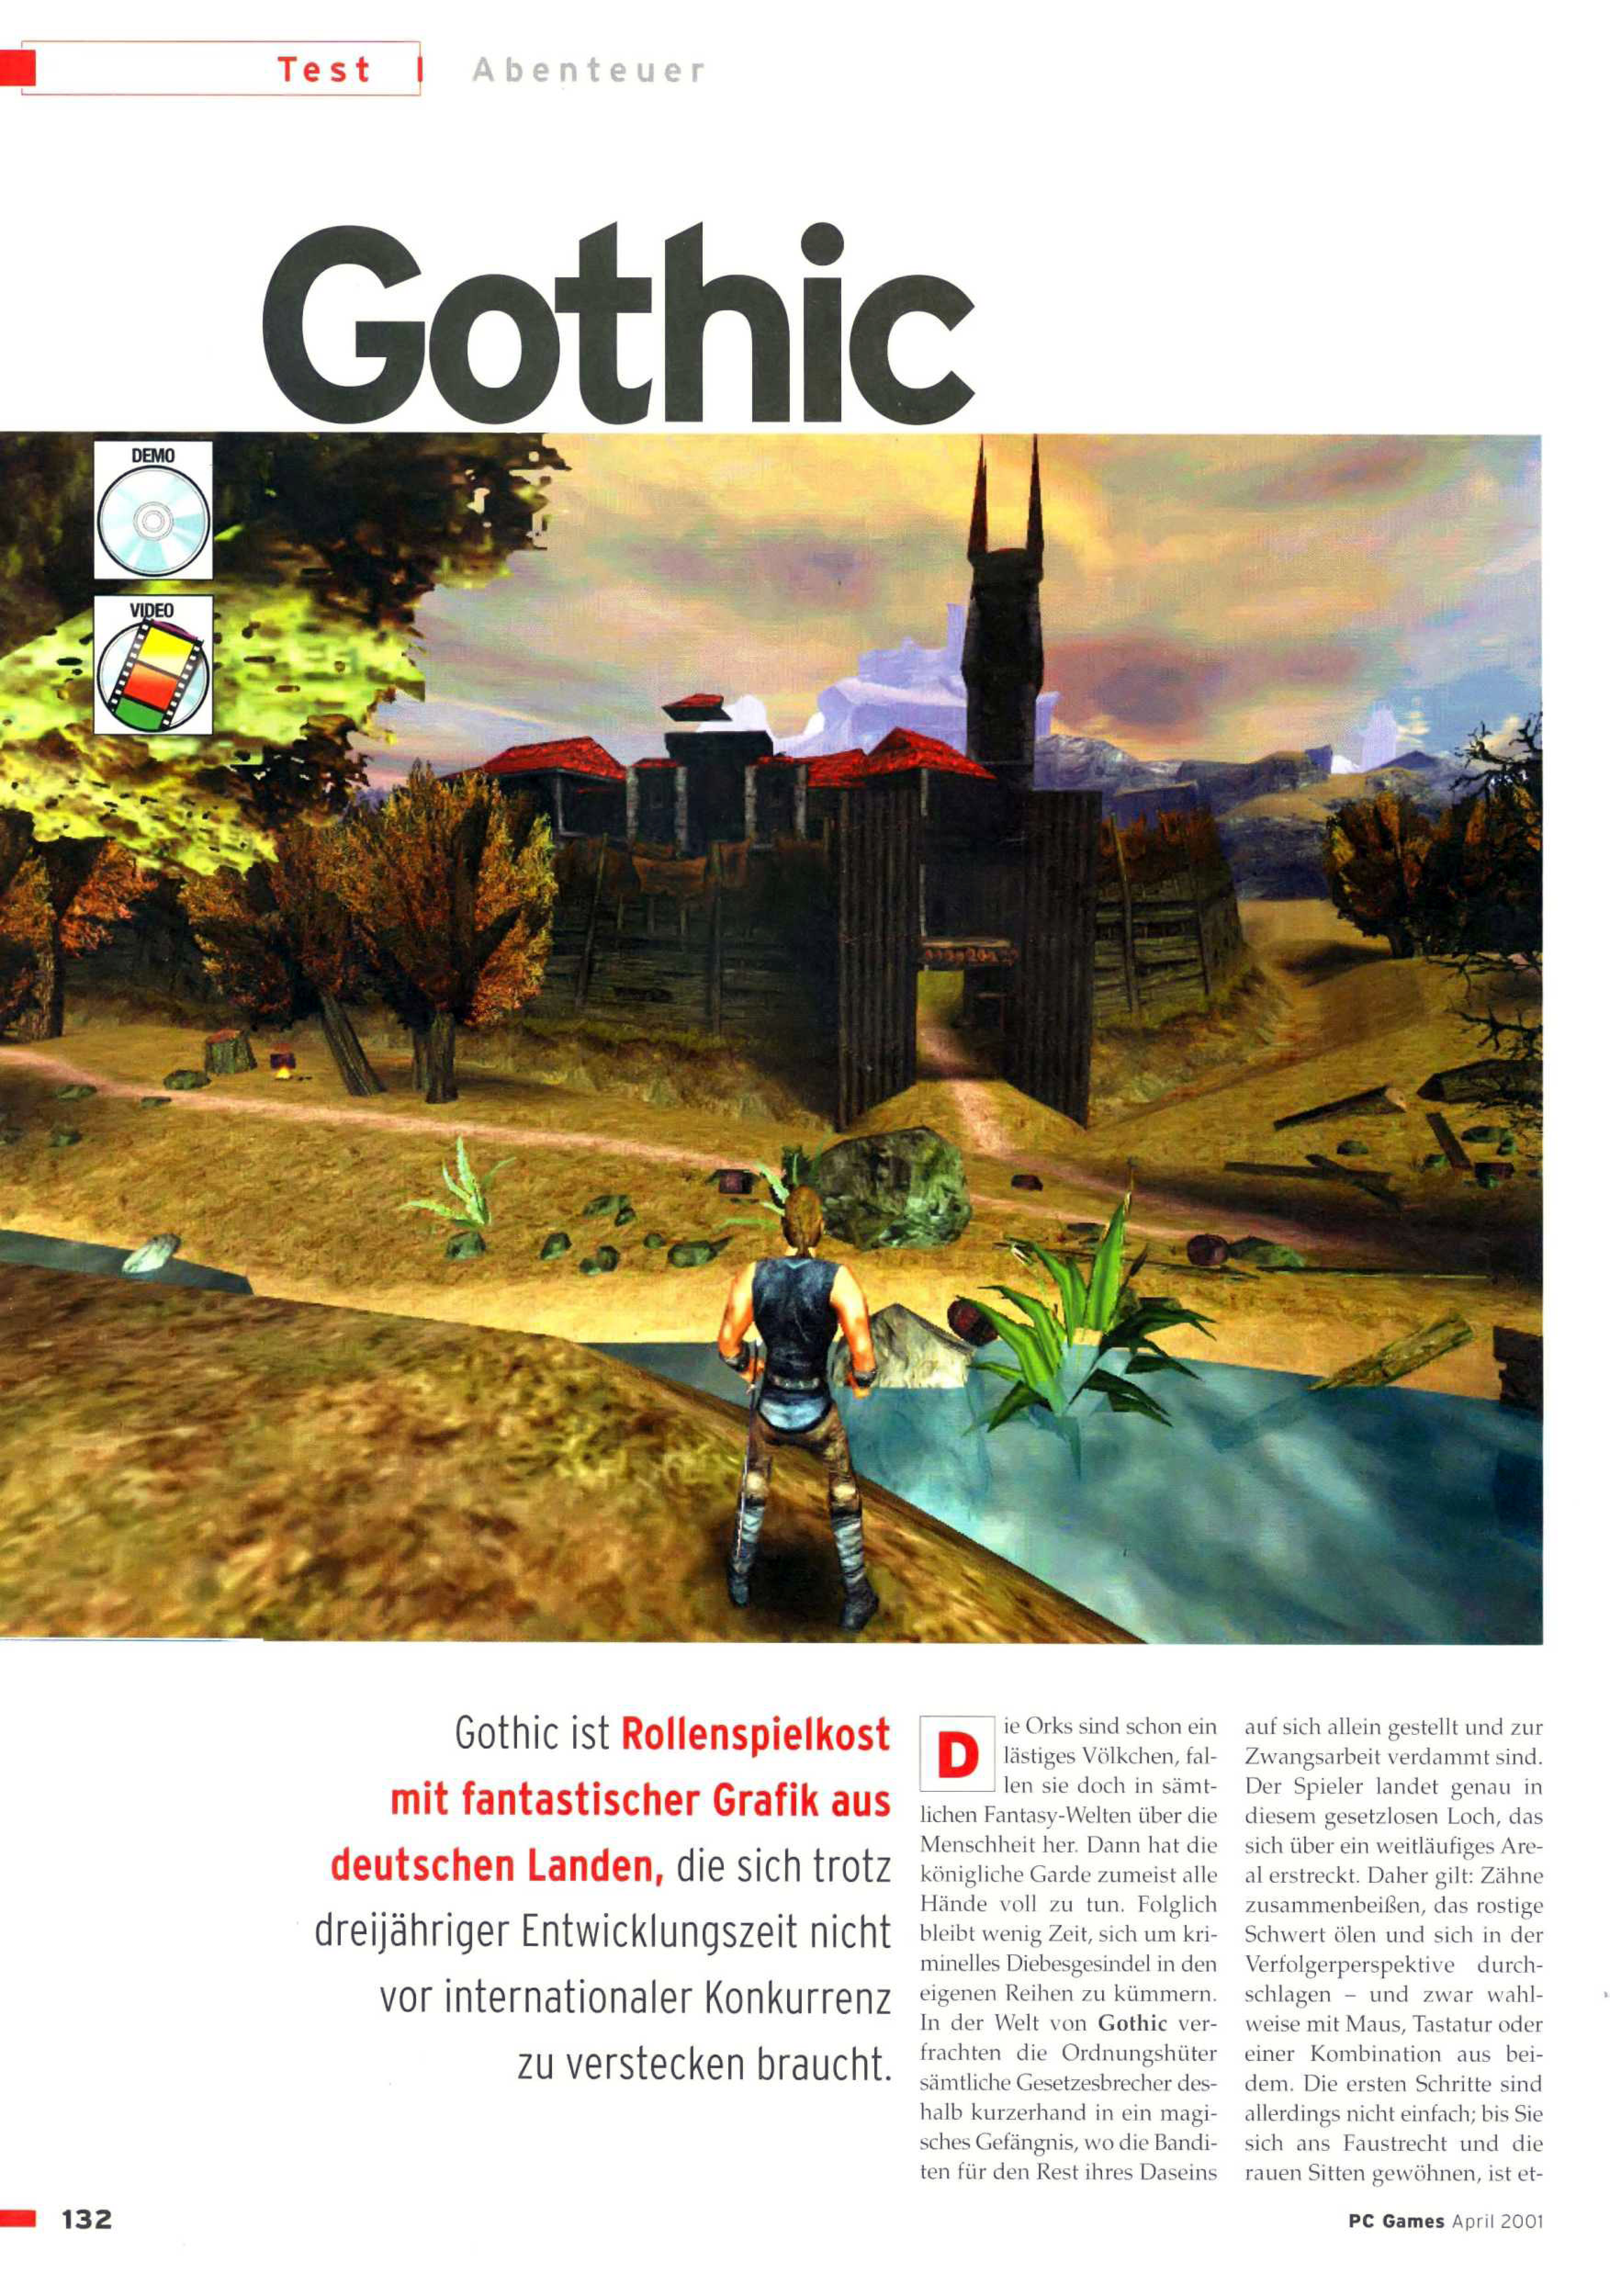 Test
Abenteuer
Gothic
DEMO
VIDEO
Gothic ist Rollenspielkost
mit fantastischer Grafik aus
deutschen Landen, die sich trotz
dreijähriger Entwicklungszeit nicht
vor internationaler Konkurrenz
zu verstecken braucht.
Die Orks sind schon ein
lästiges Völkchen, fal-
len sie doch in sämt-
lichen Fantasy-Welten über die
Menschheit her. Dann hat die
königliche Garde zumeist alle
Hände voll zu tun. Folglich
bleibt wenig Zeit, sich um kri-
minelles Diebesgesindel in den
eigenen Reihen zu kümmern.
In der Welt von Gothic ver-
frachten die Ordnungshüter
sämtliche Gesetzesbrecher des-
halb kurzerhand in ein magi-
sches Gefängnis, wo die Bandi-
ten für den Rest ihres Daseins
auf sich allein gestellt und zur
Zwangsarbeit verdammt sind.
Der Spieler landet genau in
diesem gesetzlosen Loch, das
sich über ein weitläufiges Are-
al erstreckt. Daher gilt: Zähne
zusammenbeißen, das rostige
Schwert ölen und sich in der
Verfolgerperspektive durch-
schlagen – und zwar wahl-
weise mit Maus, Tastatur oder
einer Kombination aus bei-
dem. Die ersten Schritte sind
allerdings nicht einfach; bis Sie
sich ans Faustrecht und die
rauen Sitten gewöhnen, ist et-
132
PC Games April 2001